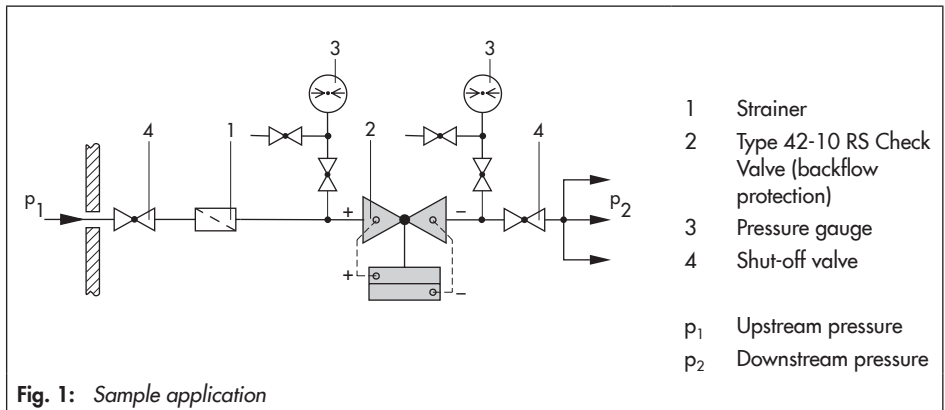 3
3
4
1
2
4
p1
+
−
p2
+
−
1 Strainer
2 Type 42-10 RS Check
Valve (backflow
protection)
3 Pressure gauge
4 Shut-off valve
p1 Upstream pressure
p2 Downstream pressure
Fig. 1: Sample application